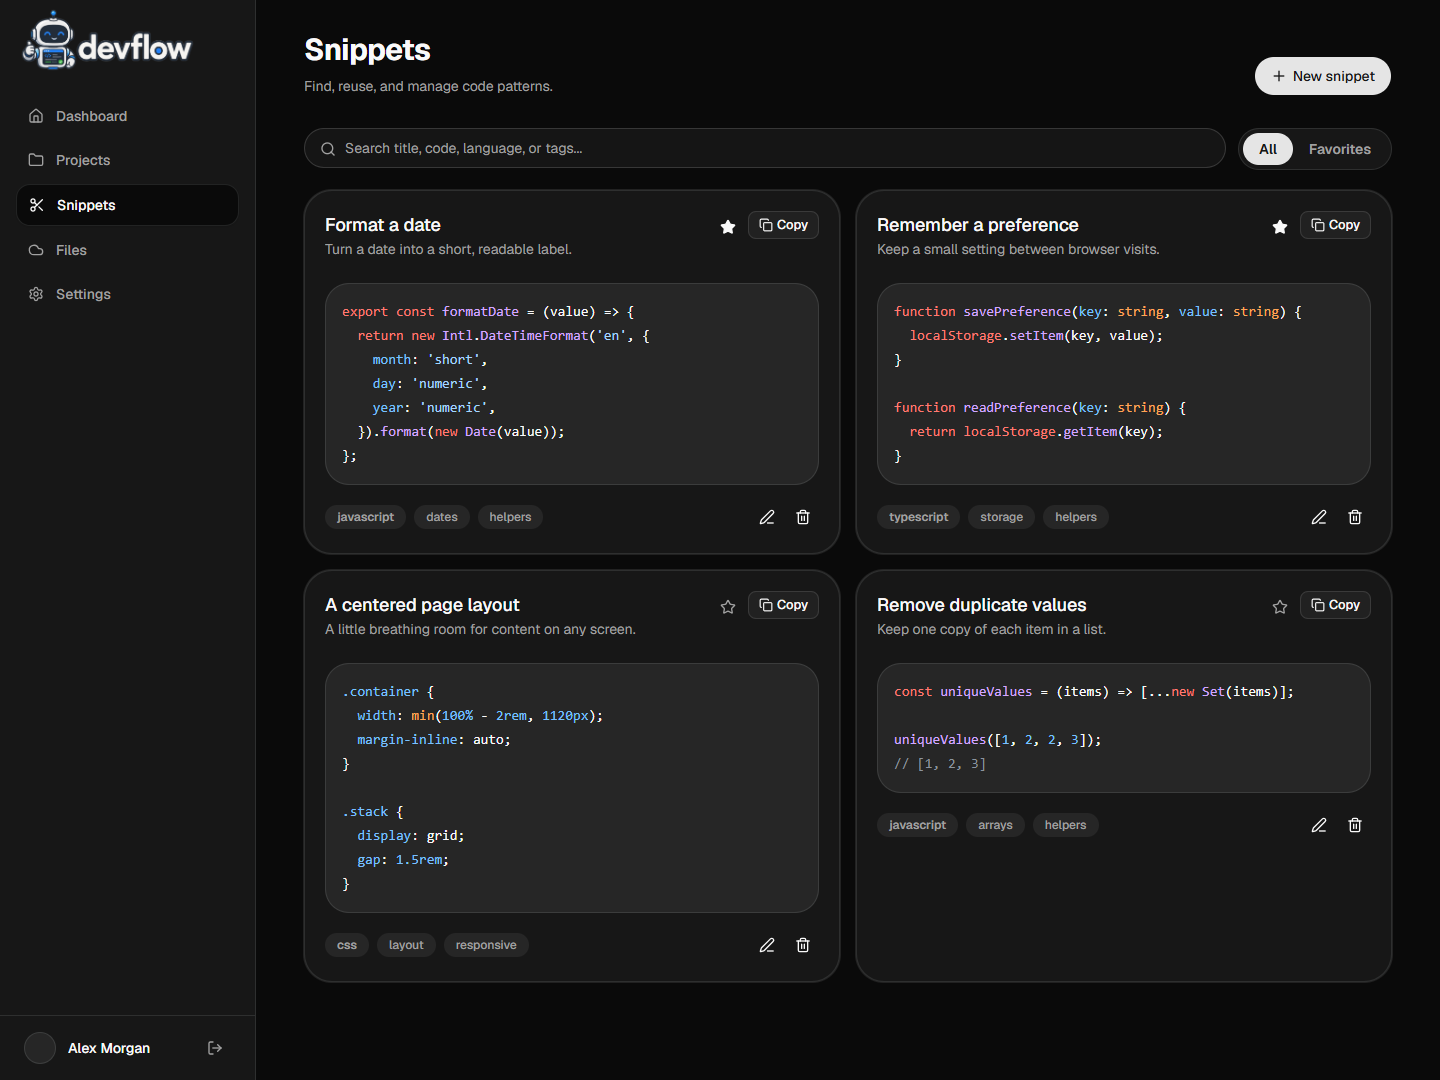 devflow
Dashboard
Projects
Snippets
Files
Settings
Alex Morgan
Snippets
Find, reuse, and manage code patterns.
New snippet
Search title, code, language, or tags...
All
Favorites
Format a date
Copy
Turn a date into a short, readable label.
export const formatDate = (value) => {
  return new Intl.DateTimeFormat('en', {
    month: 'short',
    day: 'numeric',
    year: 'numeric',
  }).format(new Date(value));
};
javascript
dates
helpers
Remember a preference
Copy
Keep a small setting between browser visits.
function savePreference(key: string, value: string) {
  localStorage.setItem(key, value);
}
function readPreference(key: string) {
  return localStorage.getItem(key);
}
typescript
storage
helpers
A centered page layout
Copy
A little breathing room for content on any screen.
.container {
  width: min(100% - 2rem, 1120px);
  margin-inline: auto;
}
.stack {
  display: grid;
  gap: 1.5rem;
}
css
layout
responsive
Remove duplicate values
Copy
Keep one copy of each item in a list.
const uniqueValues = (items) => [...new Set(items)];
uniqueValues([1, 2, 2, 3]);
// [1, 2, 3]
javascript
arrays
helpers